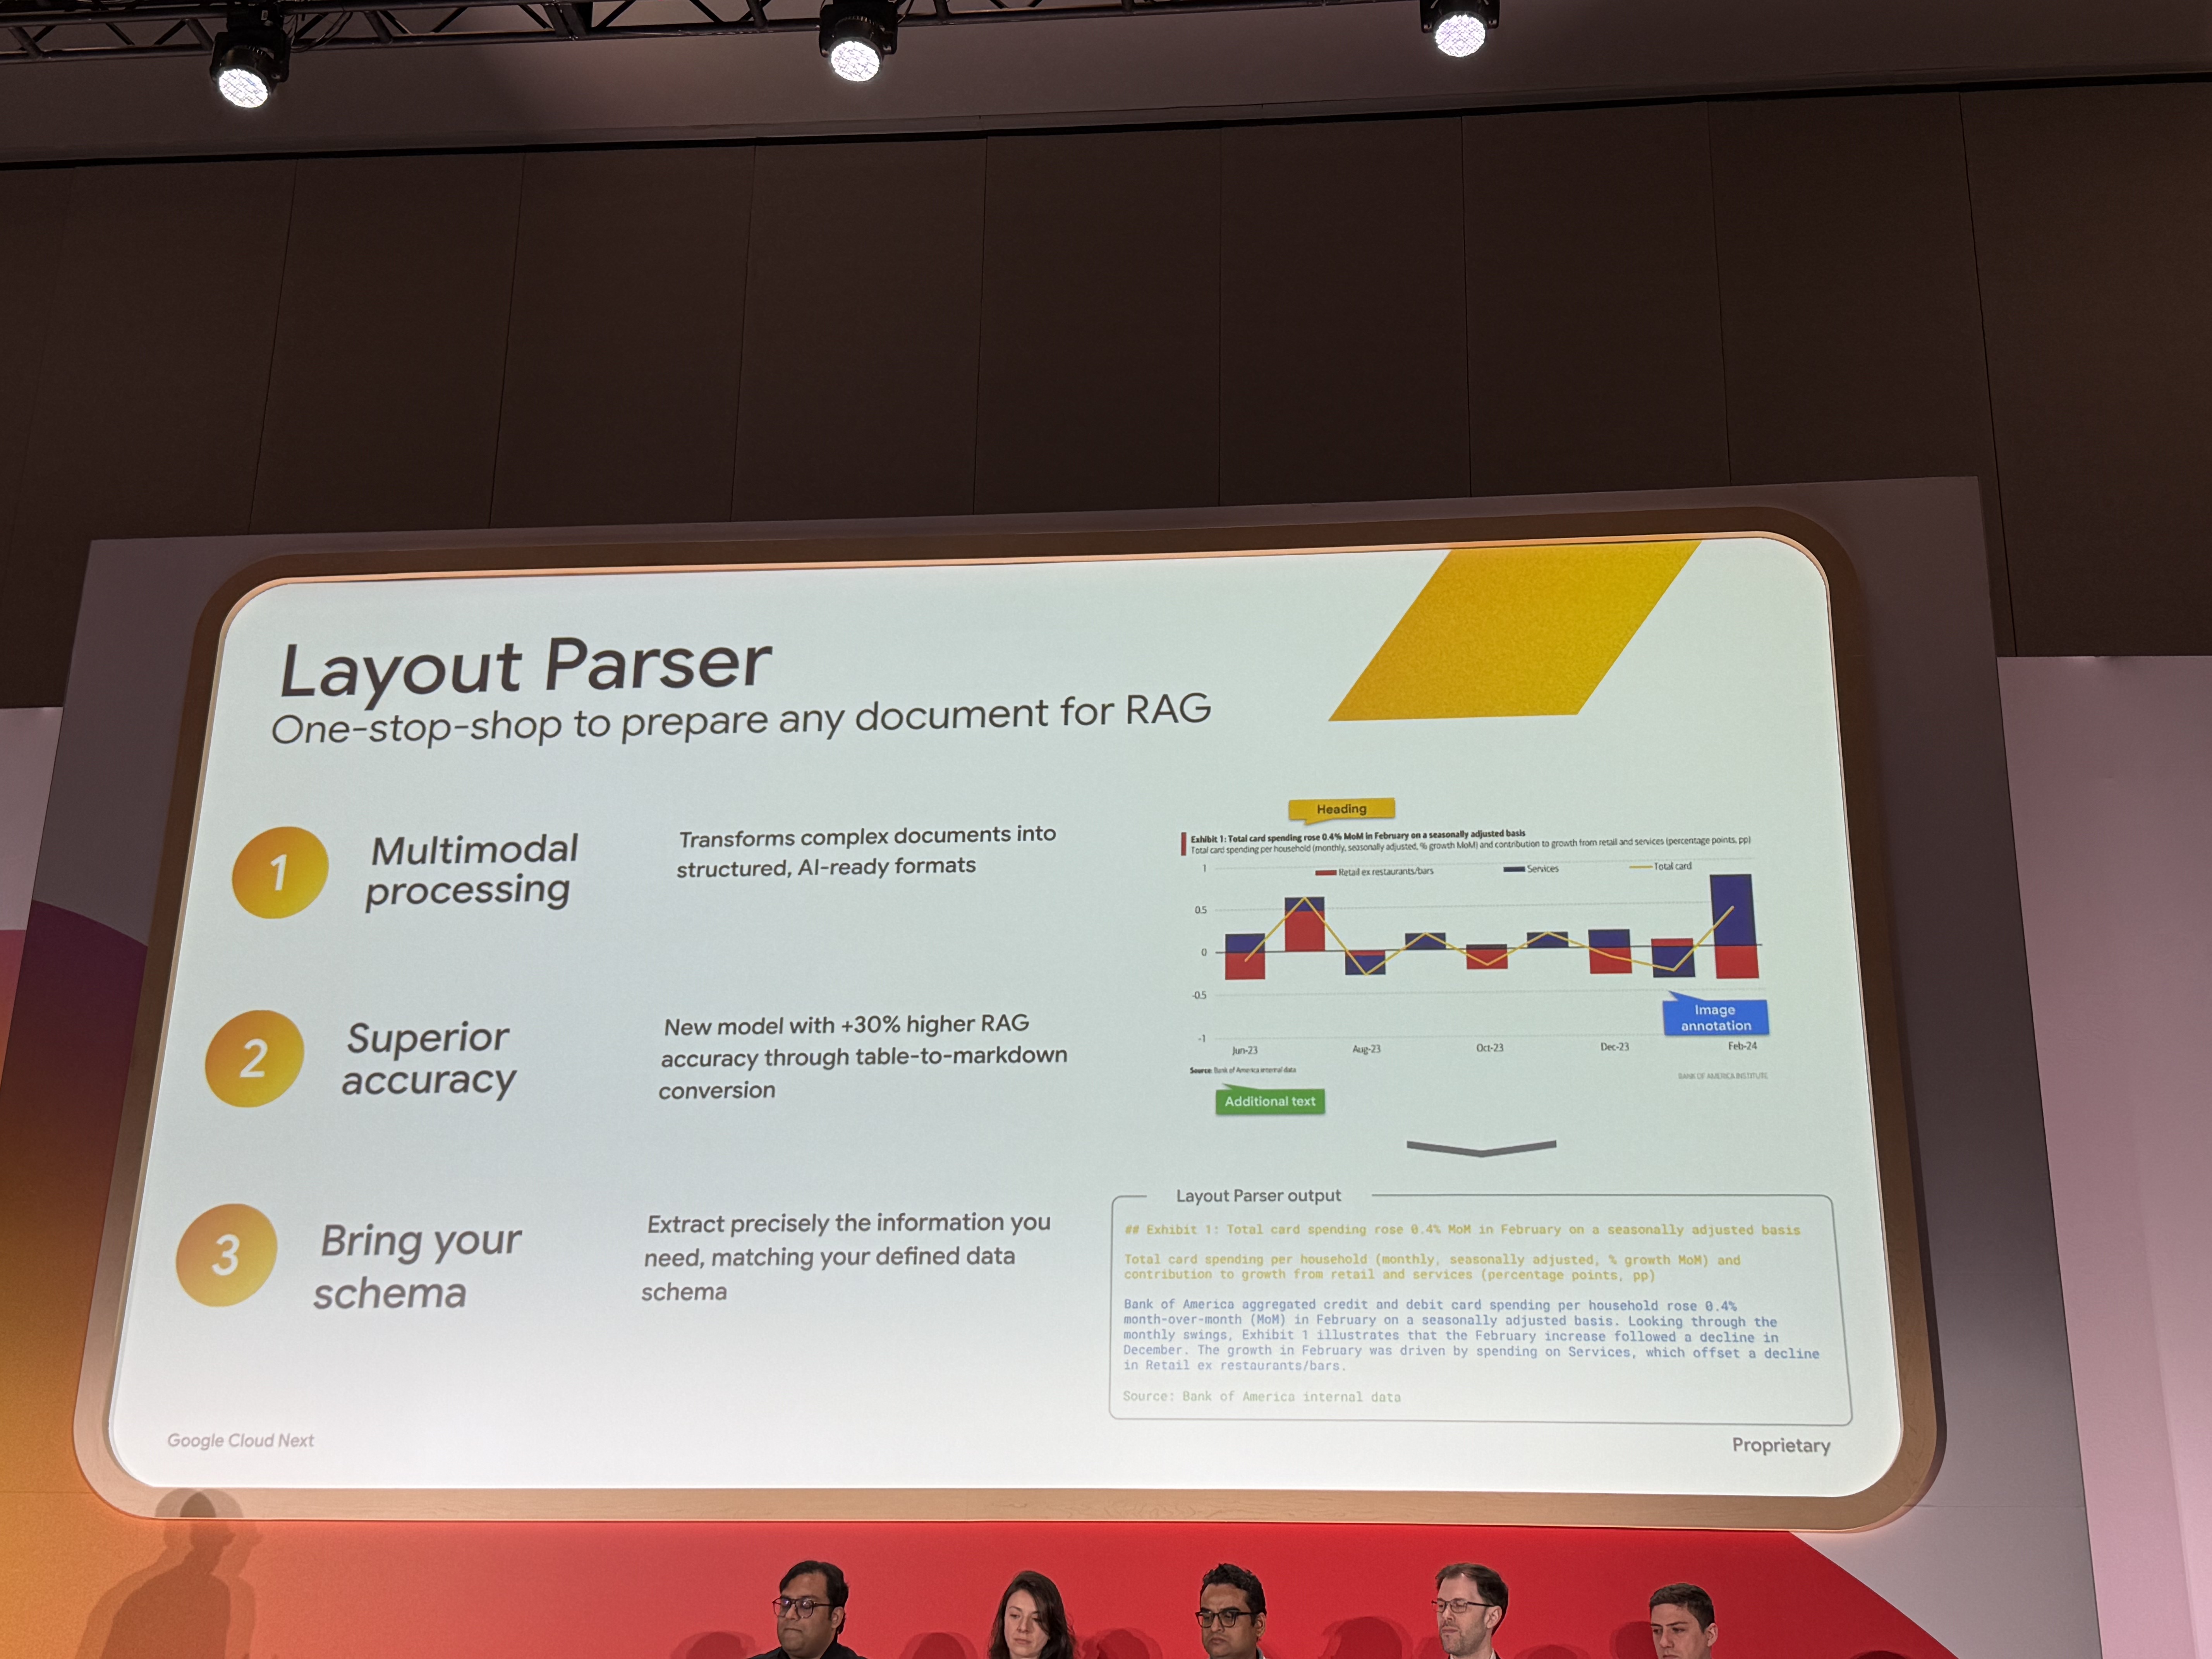 Layout Parser
One-stop-shop to prepare any document for RAG
1
Multimodal
processing
Transforms complex documents into
structured, AI-ready formats
2
Superior
accuracy
New model with +30% higher RAG
accuracy through table-to-markdown
conversion
3
Bring your
schema
Extract precisely the information you
need, matching your defined data
schema
Heading
Exhibit 1: Total card spending rose 0.4% MoM in February on a seasonally adjusted basis
Total card spending per household (monthly, seasonally adjusted, % growth MoM) and contribution to growth from retail and services (percentage points, pp)
Retail ex restaurants/bars
Services
Total card
1
0.5
0
-0.5
-1
Jun-23
Aug-23
Oct-23
Dec-23
Feb-24
Image
annotation
Source: Bank of America internal data
BANK OF AMERICA INSTITUTE
Additional text
Layout Parser output
## Exhibit 1: Total card spending rose 0.4% MoM in February on a seasonally adjusted basis
Total card spending per household (monthly, seasonally adjusted, % growth MoM) and
contribution to growth from retail and services (percentage points, pp)
Bank of America aggregated credit and debit card spending per household rose 0.4%
month-over-month (MoM) in February on a seasonally adjusted basis. Looking through the
monthly swings, Exhibit 1 illustrates that the February increase followed a decline in
December. The growth in February was driven by spending on Services, which offset a decline
in Retail ex restaurants/bars.
Source: Bank of America internal data
Google Cloud Next
Proprietary